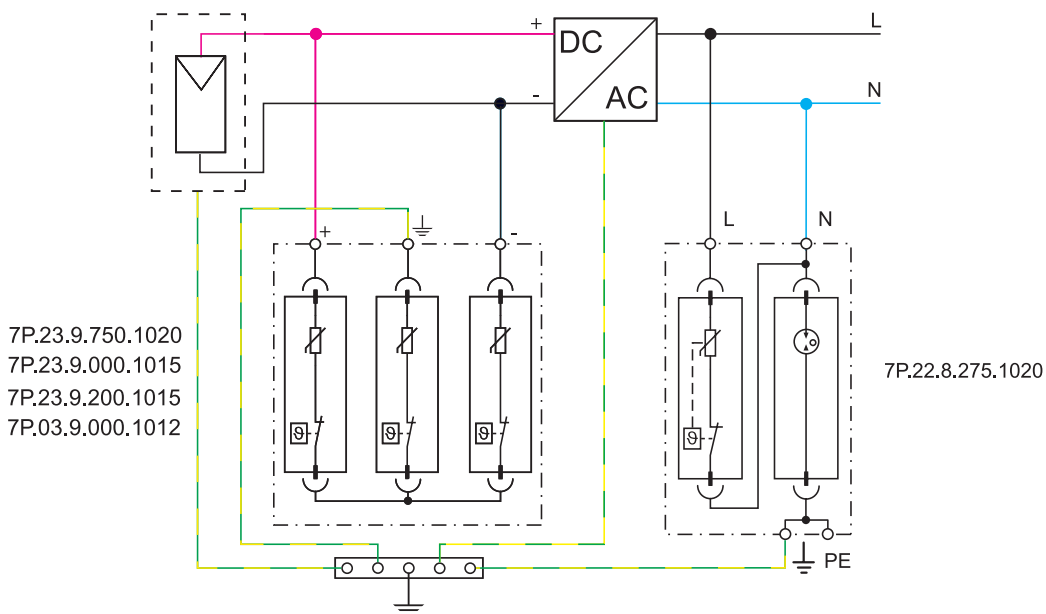 +
DC
L
-
AC
N
+
-
L
N
7P.23.9.750.1020
7P.23.9.000.1015
7P.23.9.200.1015
7P.03.9.000.1012
7P.22.8.275.1020
ϑ
ϑ
ϑ
ϑ
PE